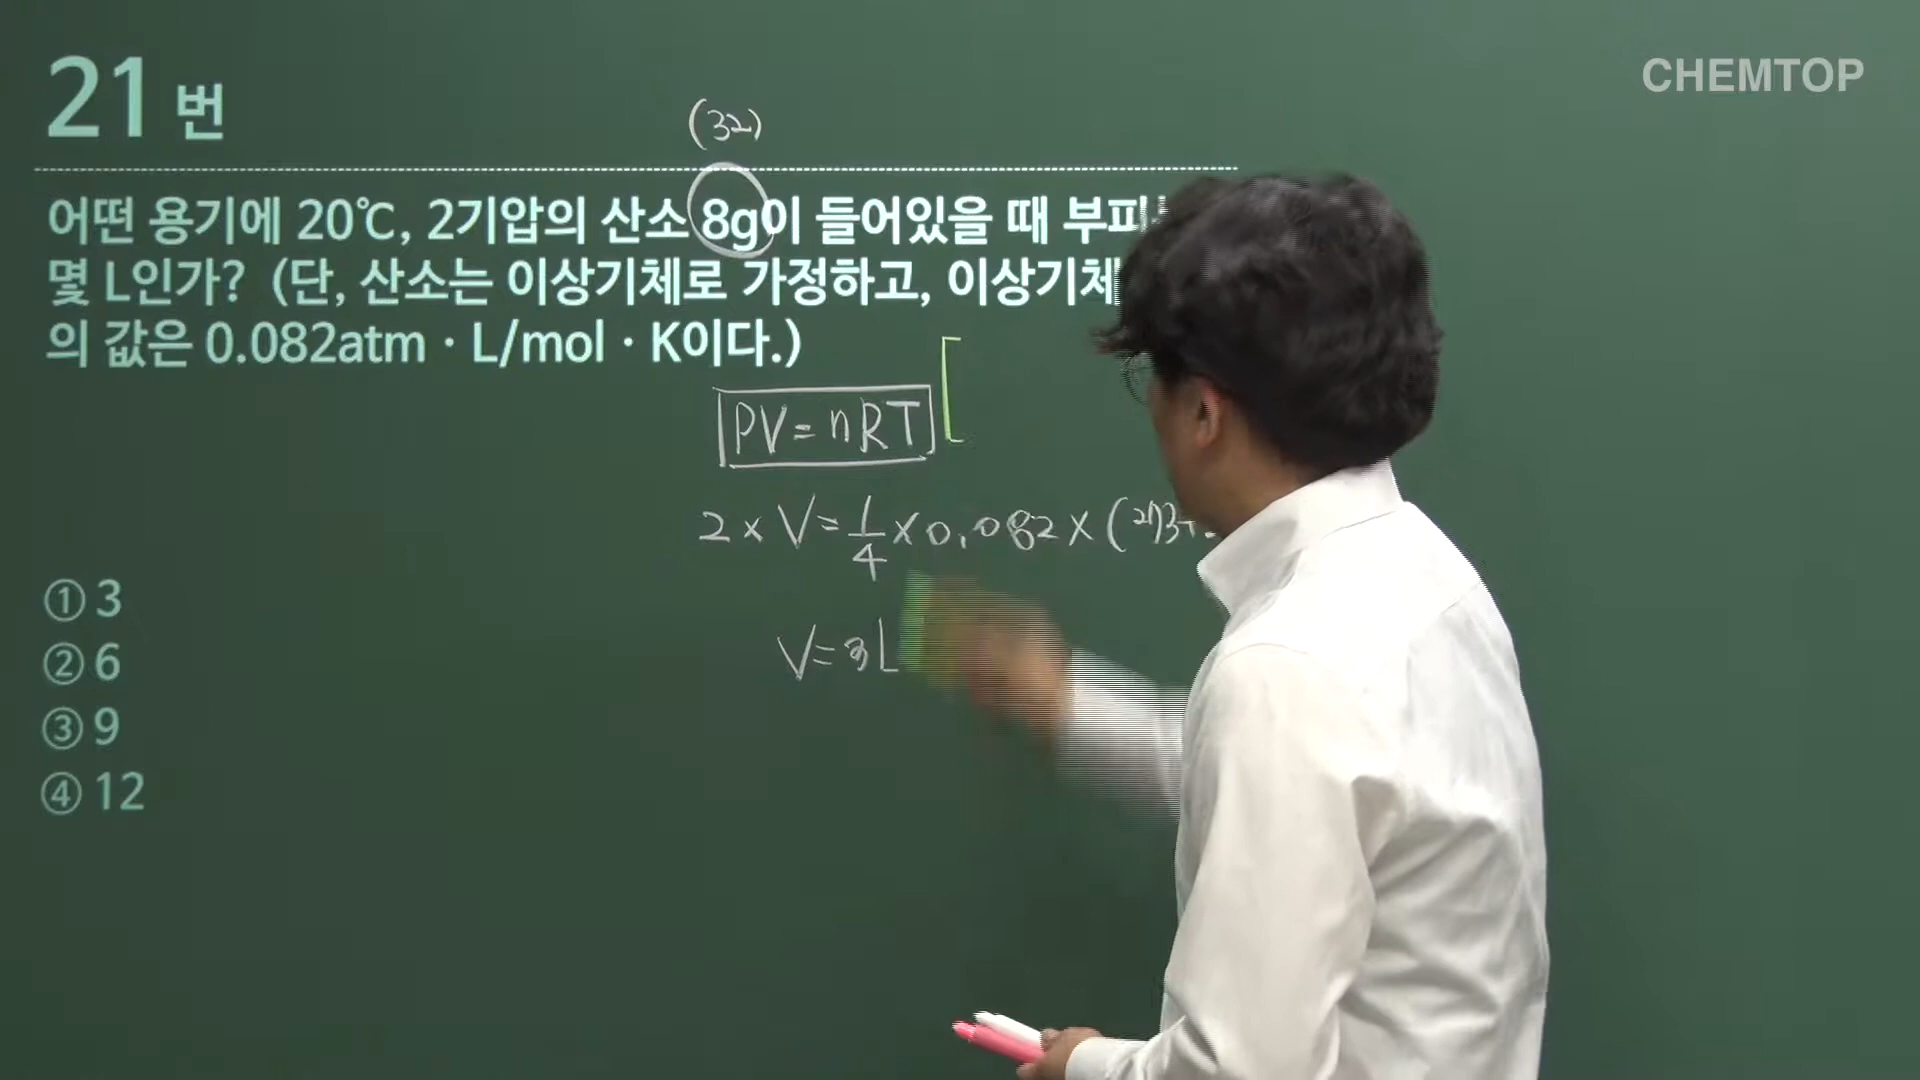 CHEMTOP
21 번
(32)
어떤 용기에 20℃, 2기압의 산소 8g이 들어있을 때
몇 L인가? (단, 산소는 이상기체로 가정하고, 이상기체
의 값은 0.082atm · L/mol · K이다.)
PV=nRT
2 × V = 1/4 × 0.082 × (273+
V=3L
① 3
② 6
③ 9
④ 12